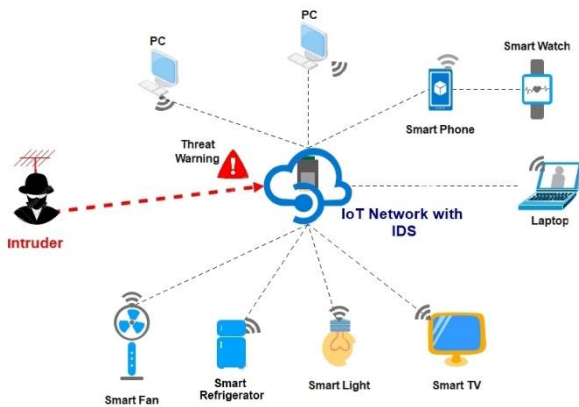 PC
PC
Smart Watch
Smart Phone
Threat
Warning
Intruder
IoT Network with
IDS
Laptop
Smart Fan
Smart
Refrigerator
Smart Light
Smart TV